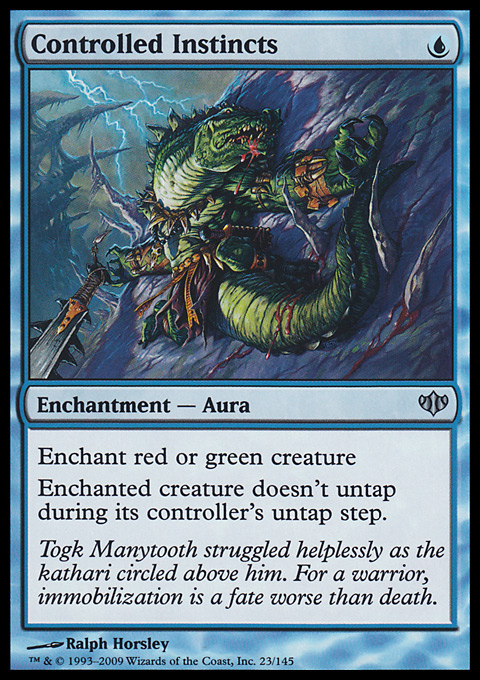 Controlled Instincts
Enchantment — Aura
Enchant red or green creature
Enchanted creature doesn't untap
during its controller's untap step.
Togk Manytooth struggled helplessly as the
kathari circled above him. For a warrior,
immobilization is a fate worse than death.
Ralph Horsley
™ & © 1993–2009 Wizards of the Coast, Inc. 23/145